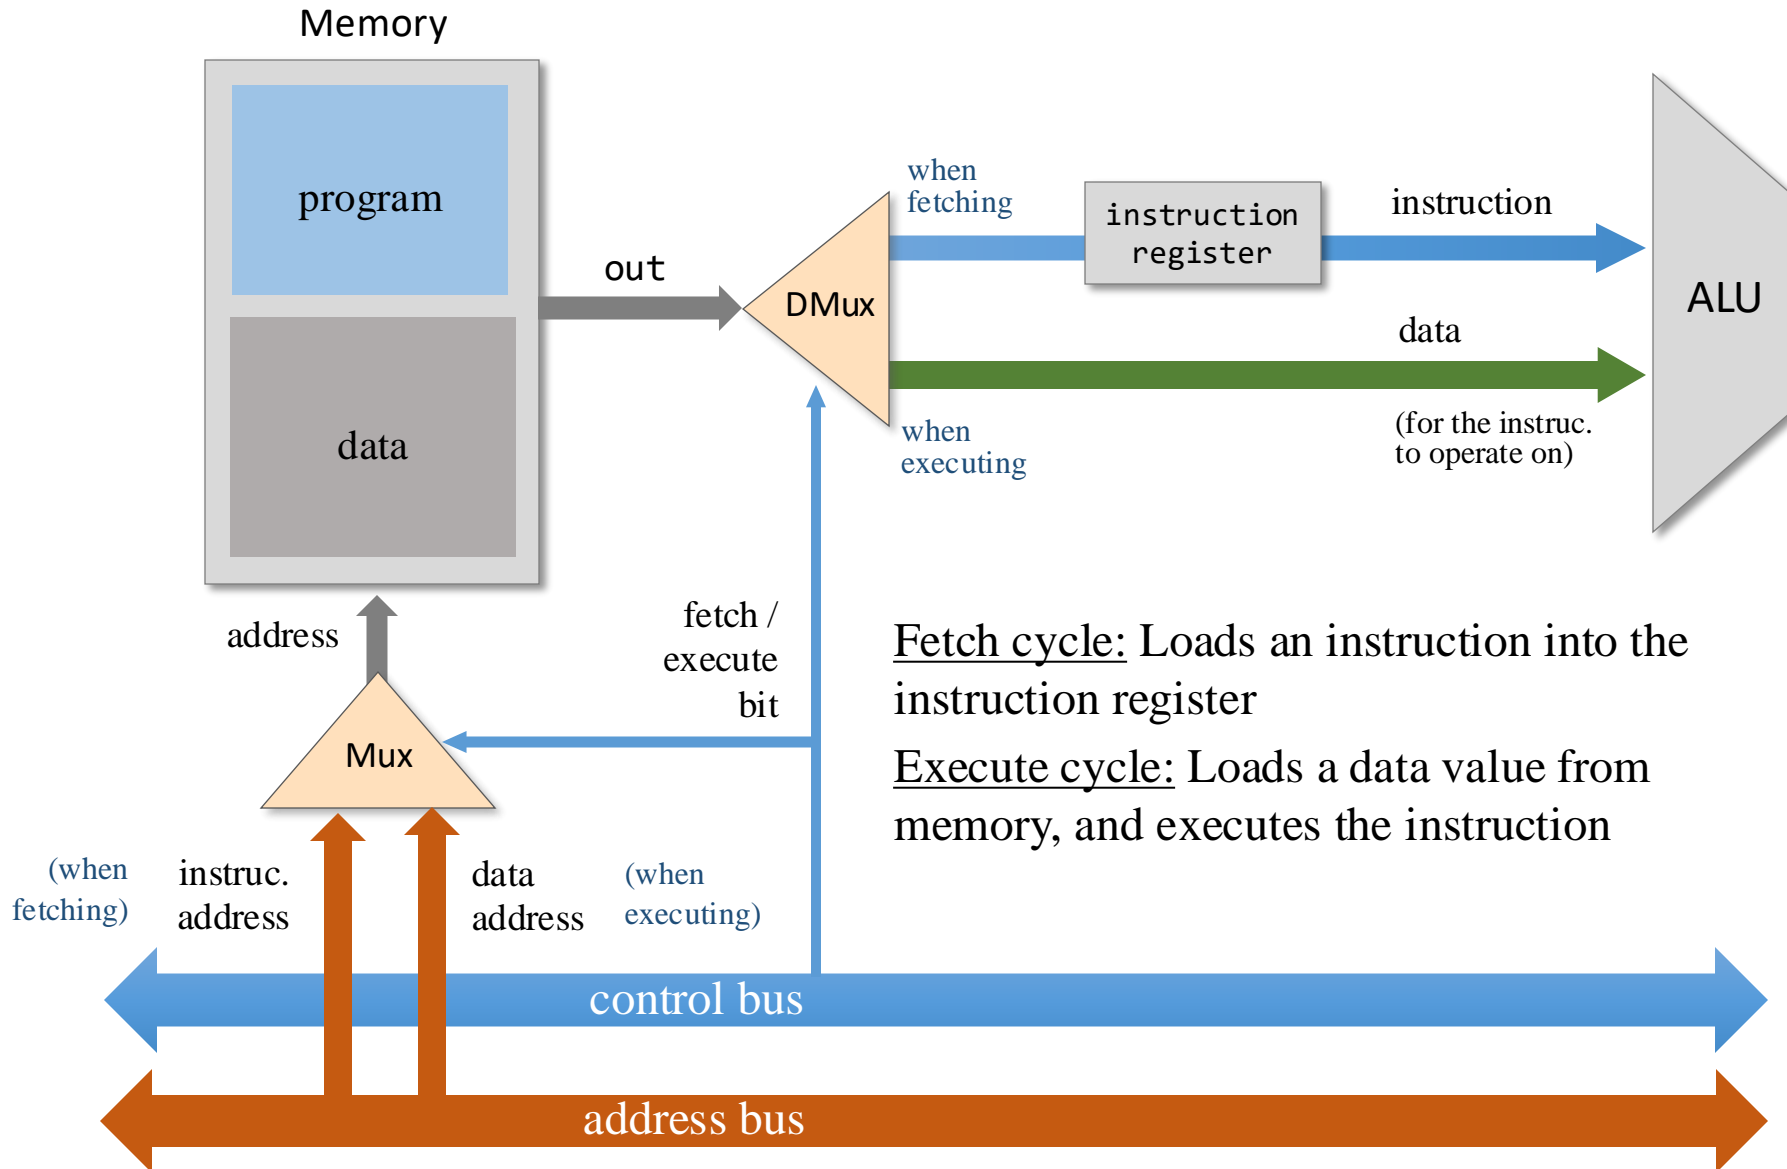 Memory
program
data
out
DMux
when
fetching
instruction
register
instruction
ALU
data
(for the instruc.
to operate on)
when
executing
address
fetch /
execute
bit
Mux
Fetch cycle: Loads an instruction into the
instruction register
Execute cycle: Loads a data value from
memory, and executes the instruction
(when
fetching)
instruc.
address
data
address
(when
executing)
control bus
address bus